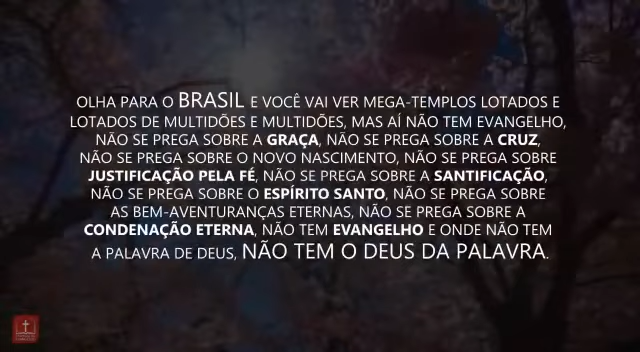 OLHA PARA O BRASIL E VOCÊ VAI VER MEGA-TEMPLOS LOTADOS E
LOTADOS DE MULTIDÕES E MULTIDÕES, MAS AÍ NÃO TEM EVANGELHO,
NÃO SE PREGA SOBRE A GRAÇA, NÃO SE PREGA SOBRE A CRUZ,
NÃO SE PREGA SOBRE O NOVO NASCIMENTO, NÃO SE PREGA SOBRE
JUSTIFICAÇÃO PELA FÉ, NÃO SE PREGA SOBRE A SANTIFICAÇÃO,
NÃO SE PREGA SOBRE O ESPÍRITO SANTO, NÃO SE PREGA SOBRE
AS BEM-AVENTURANÇAS ETERNAS, NÃO SE PREGA SOBRE A
CONDENAÇÃO ETERNA, NÃO TEM EVANGELHO E ONDE NÃO TEM
A PALAVRA DE DEUS, NÃO TEM O DEUS DA PALAVRA.